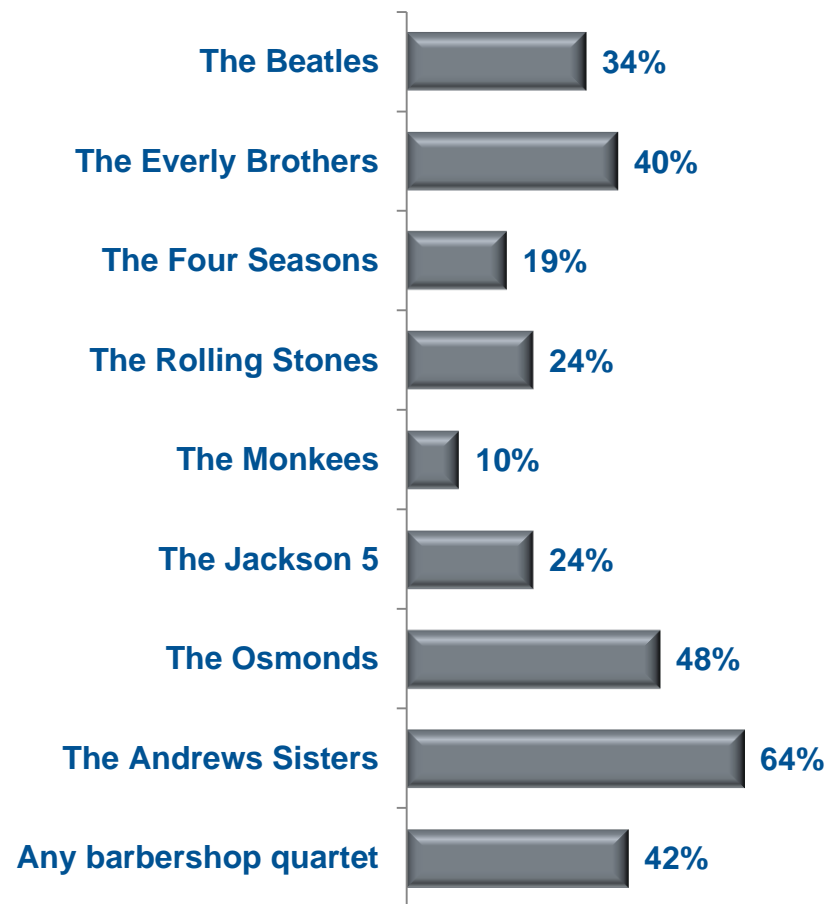 The Beatles 34%
The Everly Brothers 40%
The Four Seasons 19%
The Rolling Stones 24%
The Monkees 10%
The Jackson 5 24%
The Osmonds 48%
The Andrews Sisters 64%
Any barbershop quartet 42%